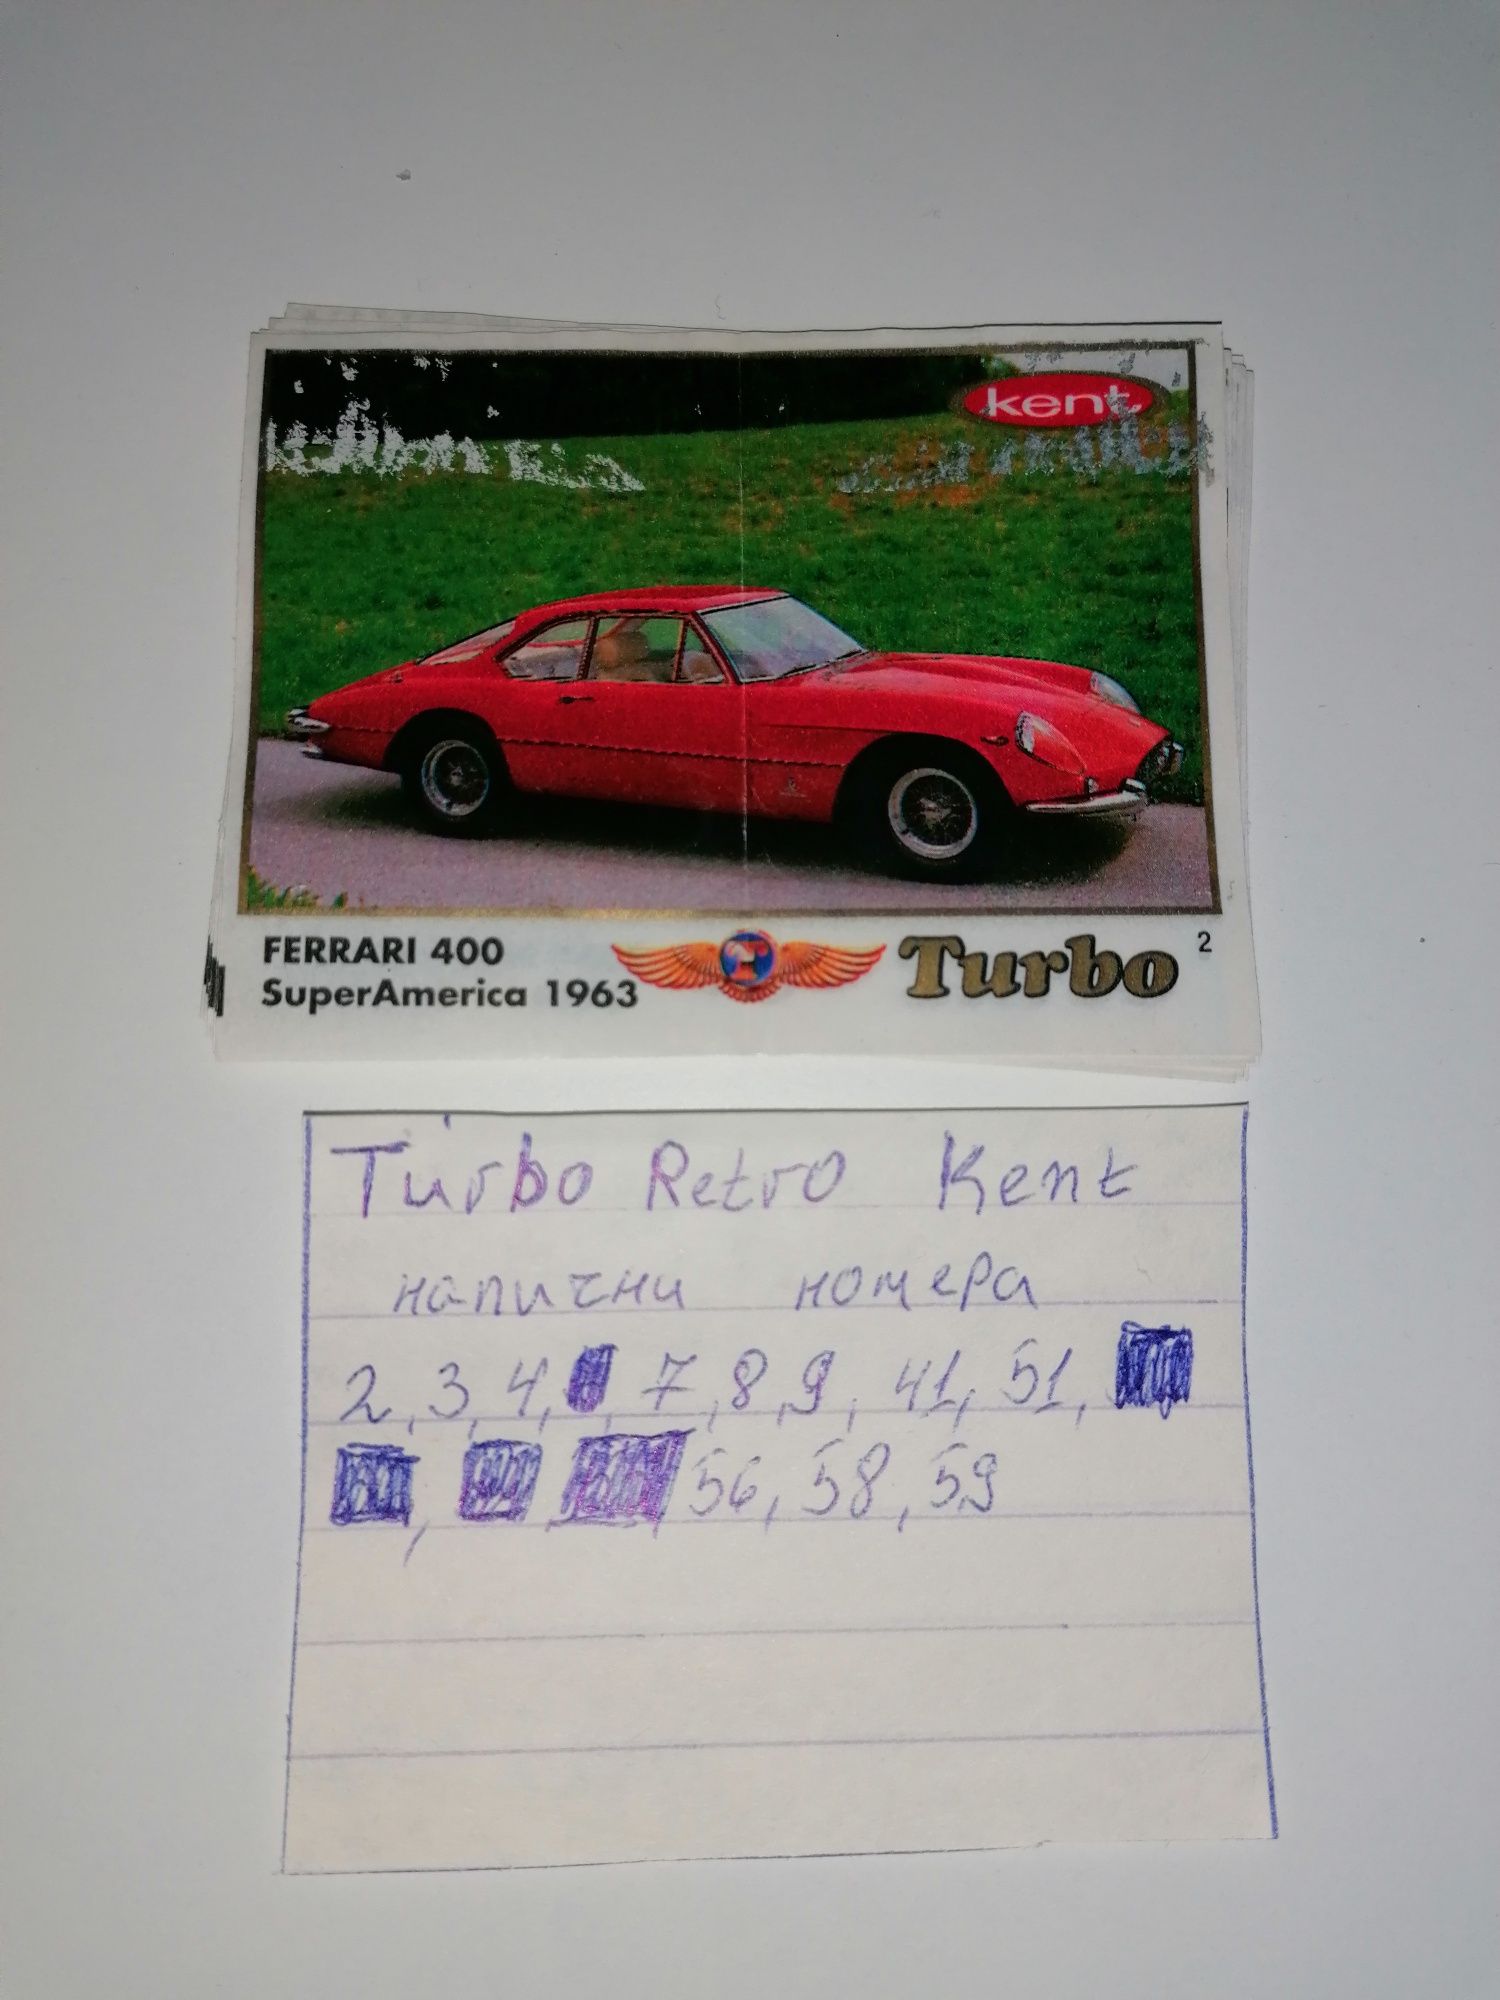 kent
FERRARI 400
SuperAmerica 1963
Turbo
2
Turbo Retro Kent
напични номера
2, 3, 4, , 7, 8, 9, 41, 51,
, , 56, 58, 59